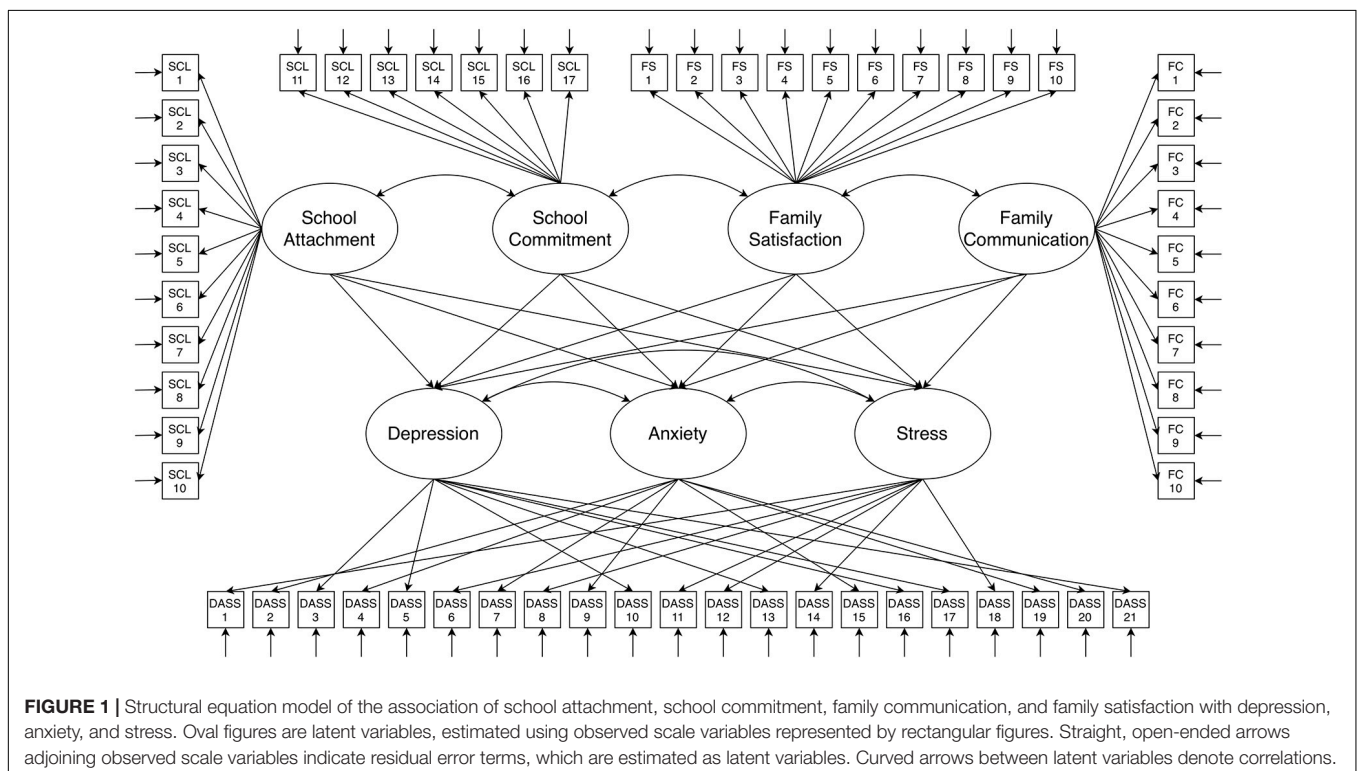 SCL
1
SCL
2
SCL
3
SCL
4
SCL
5
SCL
6
SCL
7
SCL
8
SCL
9
SCL
10
SCL
11
SCL
12
SCL
13
SCL
14
SCL
15
SCL
16
SCL
17
FS
1
FS
2
FS
3
FS
4
FS
5
FS
6
FS
7
FS
8
FS
9
FS
10
FC
1
FC
2
FC
3
FC
4
FC
5
FC
6
FC
7
FC
8
FC
9
FC
10
School
Attachment
School
Commitment
Family
Satisfaction
Family
Communication
Depression
Anxiety
Stress
DASS
1
DASS
2
DASS
3
DASS
4
DASS
5
DASS
6
DASS
7
DASS
8
DASS
9
DASS
10
DASS
11
DASS
12
DASS
13
DASS
14
DASS
15
DASS
16
DASS
17
DASS
18
DASS
19
DASS
20
DASS
21
FIGURE 1 | Structural equation model of the association of school attachment, school commitment, family communication, and family satisfaction with depression,
anxiety, and stress. Oval figures are latent variables, estimated using observed scale variables represented by rectangular figures. Straight, open-ended arrows
adjoining observed scale variables indicate residual error terms, which are estimated as latent variables. Curved arrows between latent variables denote correlations.